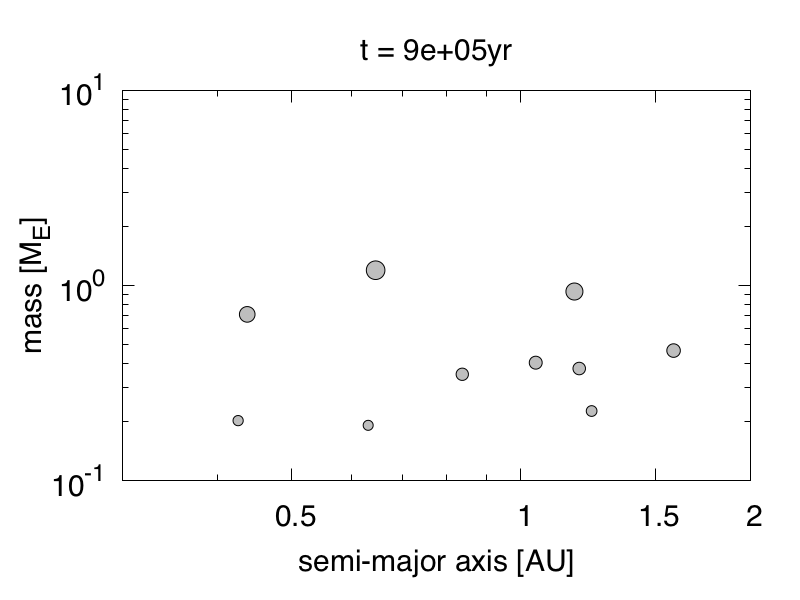 t = 9e+05yr
10^1
10^0
10^-1
mass [M_E]
0.5 1 1.5 2
semi-major axis [AU]